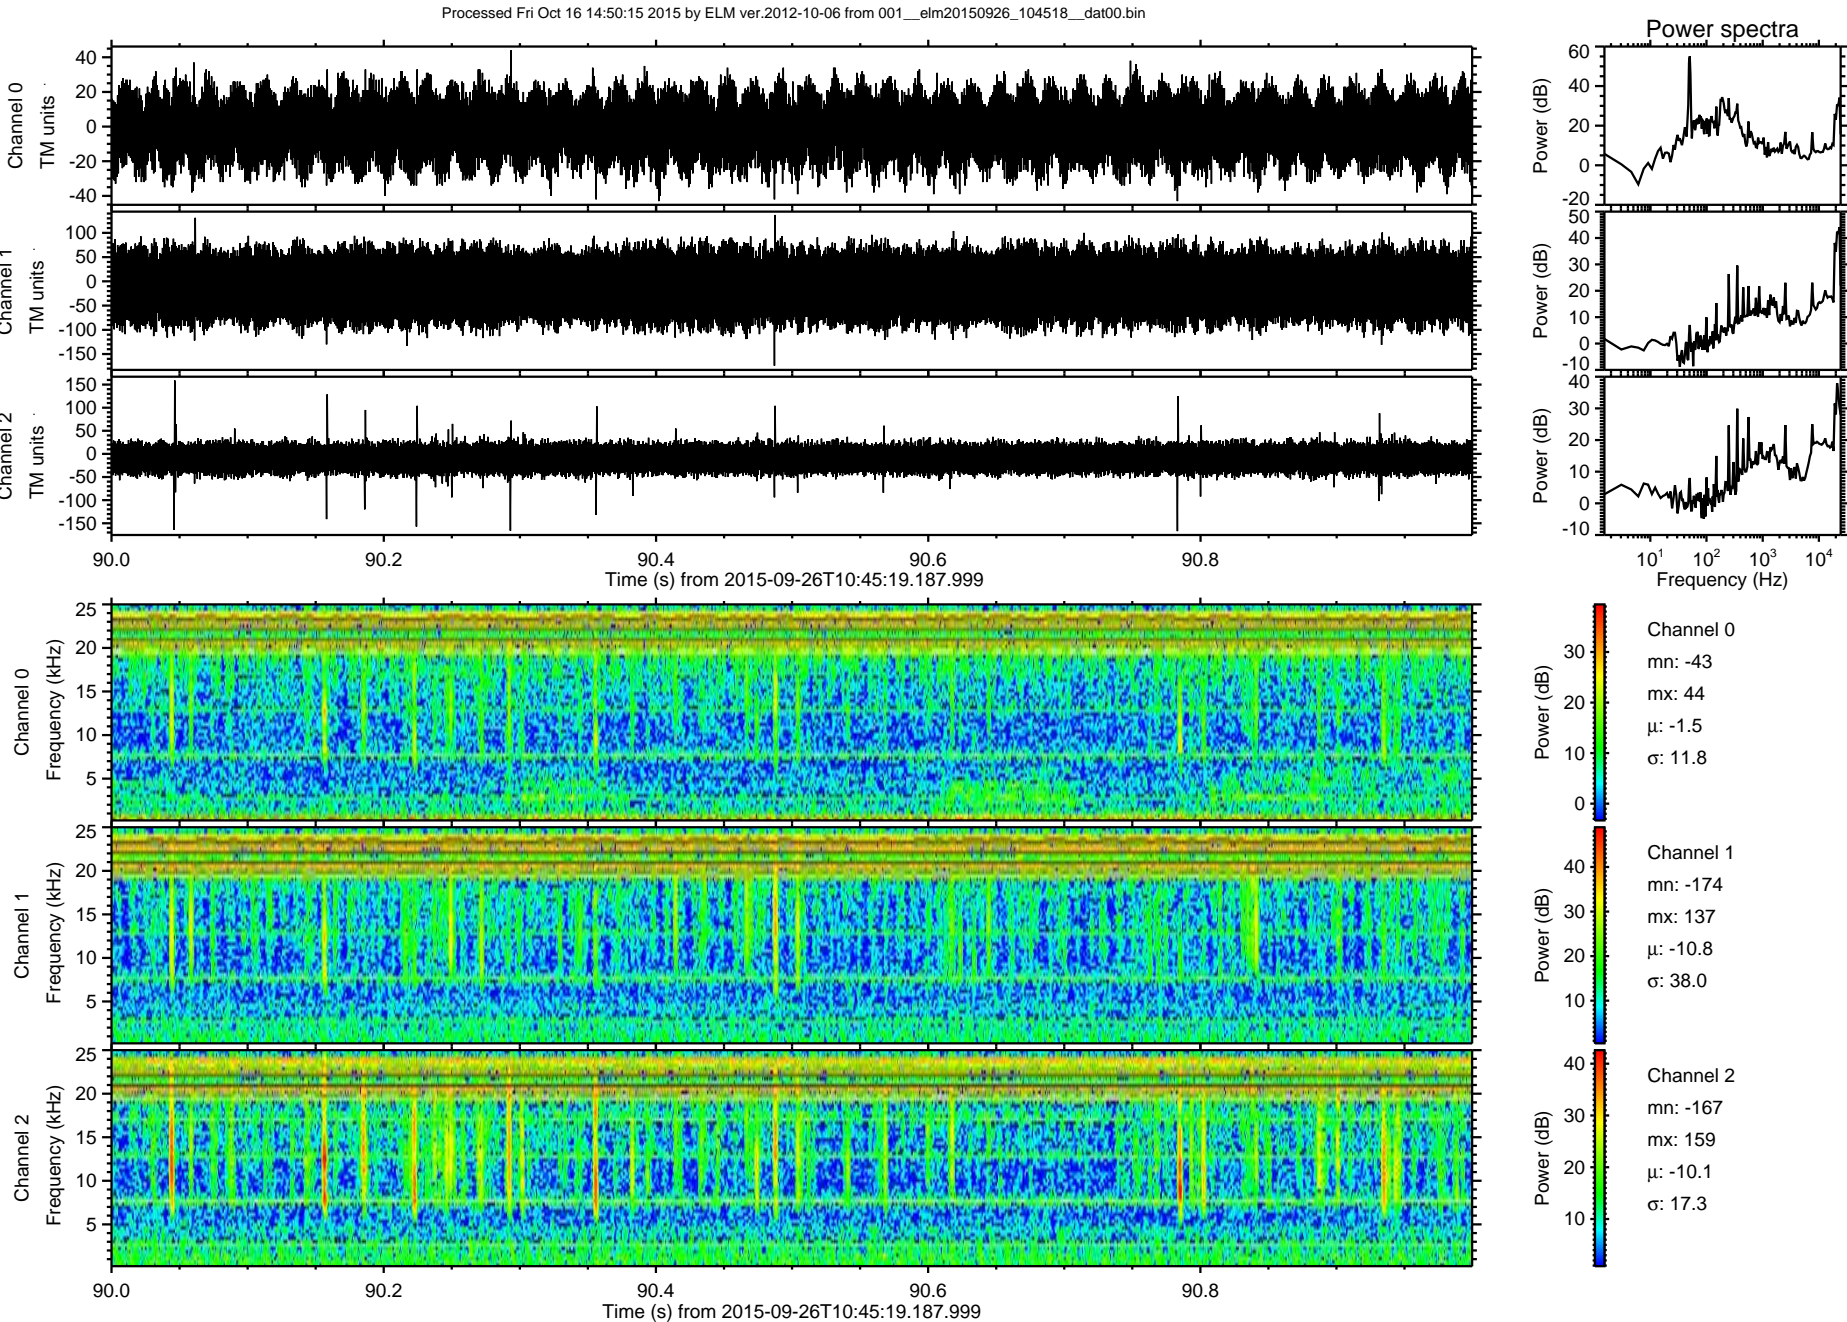 Processed Fri Oct 16 14:50:15 2015 by ELM ver.2012-10-06 from 001__elm20150926_104518__dat00.bin
Power spectra
Channel 0
TM units
40
20
0
-20
-40
Power (dB)
60
40
20
0
-20
Channel 1
TM units
100
50
0
-50
-100
-150
Power (dB)
50
40
30
20
10
0
-10
Channel 2
TM units
150
100
50
0
-50
-100
-150
Power (dB)
40
30
20
10
0
-10
90.0 90.2 90.4 90.6 90.8
Time (s) from 2015-09-26T10:45:19.187.999
10^1 10^2 10^3 10^4
Frequency (Hz)
Channel 0
Frequency (kHz)
25
20
15
10
5
Power (dB)
30
20
10
0
Channel 0
mn: -43
mx: 44
μ: -1.5
σ: 11.8
Channel 1
Frequency (kHz)
25
20
15
10
5
Power (dB)
40
30
20
10
Channel 1
mn: -174
mx: 137
μ: -10.8
σ: 38.0
Channel 2
Frequency (kHz)
25
20
15
10
5
Power (dB)
40
30
20
10
Channel 2
mn: -167
mx: 159
μ: -10.1
σ: 17.3
90.0 90.2 90.4 90.6 90.8
Time (s) from 2015-09-26T10:45:19.187.999